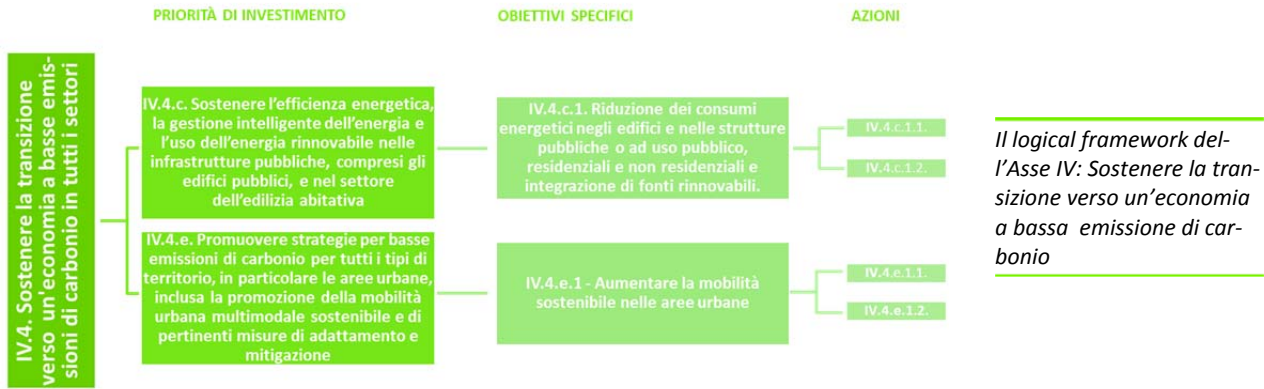 PRIORITÀ DI INVESTIMENTO
OBIETTIVI SPECIFICI
AZIONI
IV.4. Sostenere la transizione
verso un'economia a basse emis-
sioni di carbonio in tutti i settori
IV.4.c. Sostenere l'efficienza energetica,
la gestione intelligente dell'energia e
l'uso dell'energia rinnovabile nelle
infrastrutture pubbliche, compresi gli
edifici pubblici, e nel settore
dell'edilizia abitativa
IV.4.c.1. Riduzione dei consumi
energetici negli edifici e nelle strutture
pubbliche o ad uso pubblico,
residenziali e non residenziali e
integrazione di fonti rinnovabili.
IV.4.c.1.1.
IV.4.c.1.2.
IV.4.e. Promuovere strategie per basse
emissioni di carbonio per tutti i tipi di
territorio, in particolare le aree urbane,
inclusa la promozione della mobilità
urbana multimodale sostenibile e di
pertinenti misure di adattamento e
mitigazione
IV.4.e.1 - Aumentare la mobilità
sostenibile nelle aree urbane
IV.4.e.1.1.
IV.4.e.1.2.
Il logical framework del-
l'Asse IV: Sostenere la tran-
sizione verso un'economia
a bassa emissione di car-
bonio